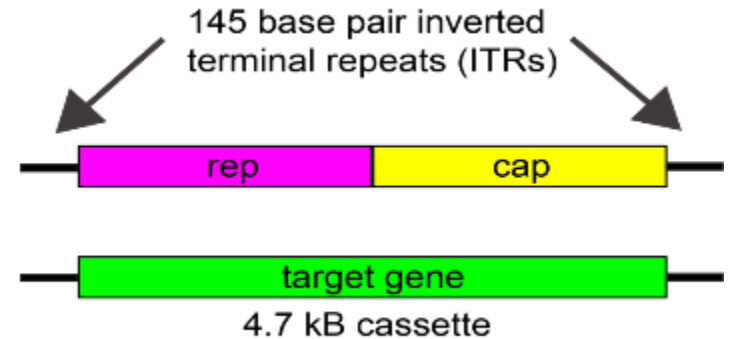 145 base pair inverted
terminal repeats (ITRs)
rep
cap
target gene
4.7 kB cassette